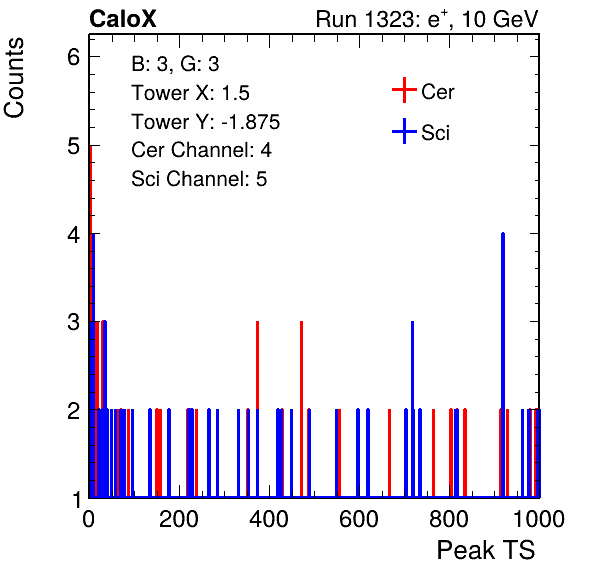 CaloX Run 1323: e⁺, 10 GeV
Counts
B: 3, G: 3
Tower X: 1.5
Tower Y: -1.875
Cer Channel: 4
Sci Channel: 5
Cer
Sci
6
5
4
3
2
1
0 200 400 600 800 1000
Peak TS